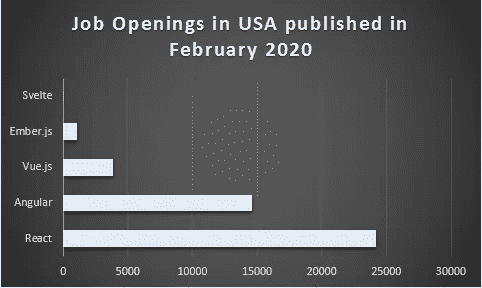 Job Openings in USA published in
February 2020
Svelte
Ember.js
Vue.js
Angular
React
0 5000 10000 15000 20000 25000 30000